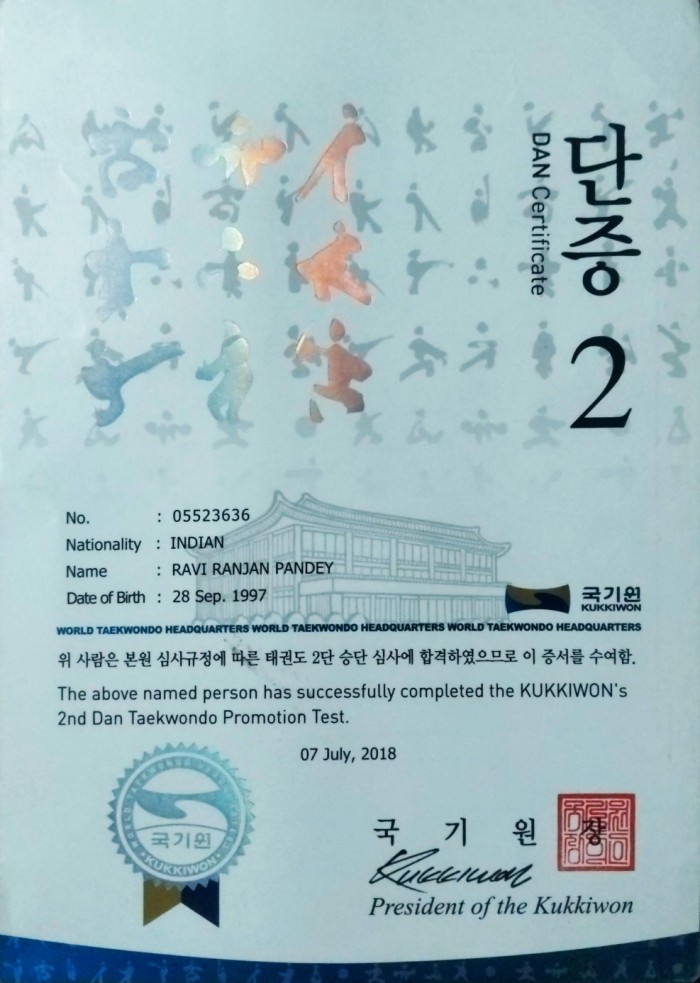 단증
DAN Certificate
2
No. : 05523636
Nationality : INDIAN
Name : RAVI RANJAN PANDEY
Date of Birth : 28 Sep. 1997
국기원
KUKKIWON
WORLD TAEKWONDO HEADQUARTERS WORLD TAEKWONDO HEADQUARTERS WORLD TAEKWONDO HEADQUARTERS
위 사람은 본원 심사규정에 따른 태권도 2단 승단 심사에 합격하였으므로 이 증서를 수여함.
The above named person has successfully completed the KUKKIWON's
2nd Dan Taekwondo Promotion Test.
07 July, 2018
국기원
KUKKIWON
국 기 원 장
Kukkiwon
President of the Kukkiwon